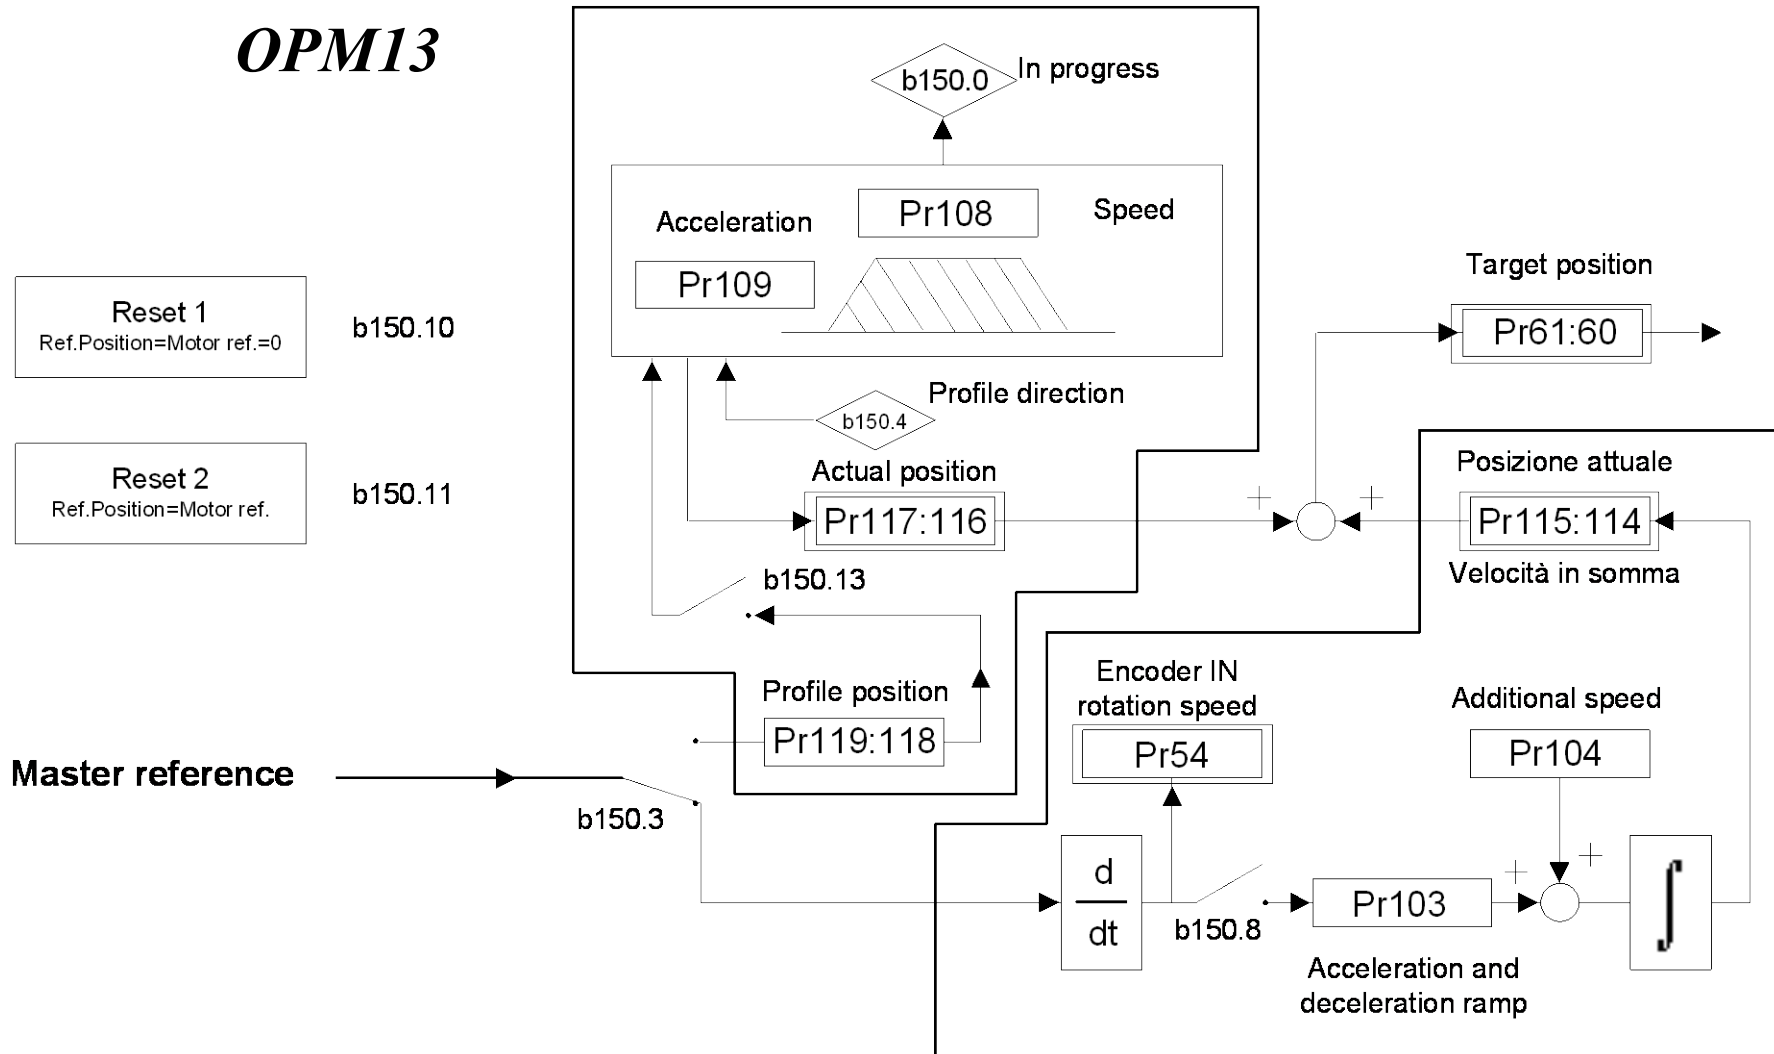 OPM13
b150.0
In progress
Acceleration
Pr108
Speed
Pr109
Reset 1
Ref.Position=Motor ref.=0
b150.10
Target position
Pr61:60
Profile direction
b150.4
Reset 2
Ref.Position=Motor ref.
b150.11
Actual position
Pr117:116
+
+
Posizione attuale
Pr115:114
Velocità in somma
b150.13
Profile position
Pr119:118
Master reference
b150.3
Encoder IN
rotation speed
Pr54
Additional speed
Pr104
d
dt
b150.8
Pr103
+
+
∫
Acceleration and
deceleration ramp